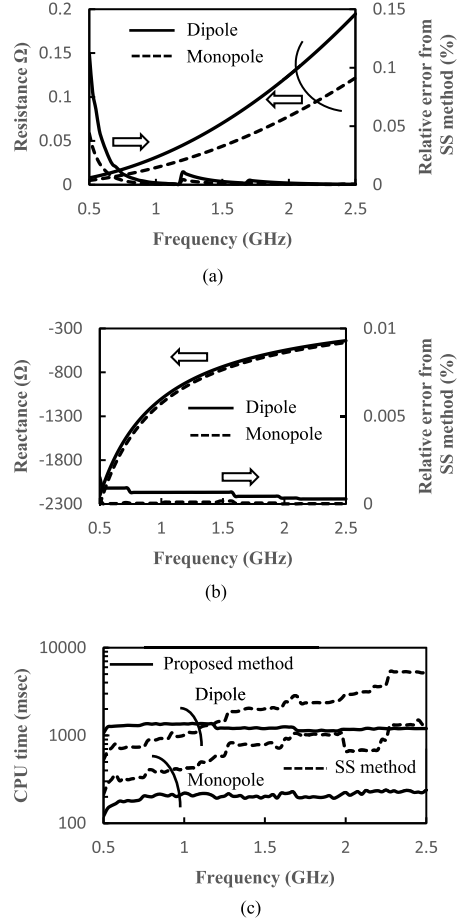 0.2
0.15
0.1
0.05
0
Resistance Ω
Dipole
Monopole
0.15
0.1
0.05
0
Relative error from
SS method (%)
0.5 1 1.5 2 2.5
Frequency (GHz)
(a)
-300
-800
-1300
-1800
-2300
Reactance (Ω)
Dipole
Monopole
0.01
0.005
0
Relative error from
SS method (%)
0.5 1 1.5 2 2.5
Frequency (GHz)
(b)
10000
1000
100
CPU time (msec)
Proposed method
Dipole
Monopole
SS method
0.5 1 1.5 2 2.5
Frequency (GHz)
(c)